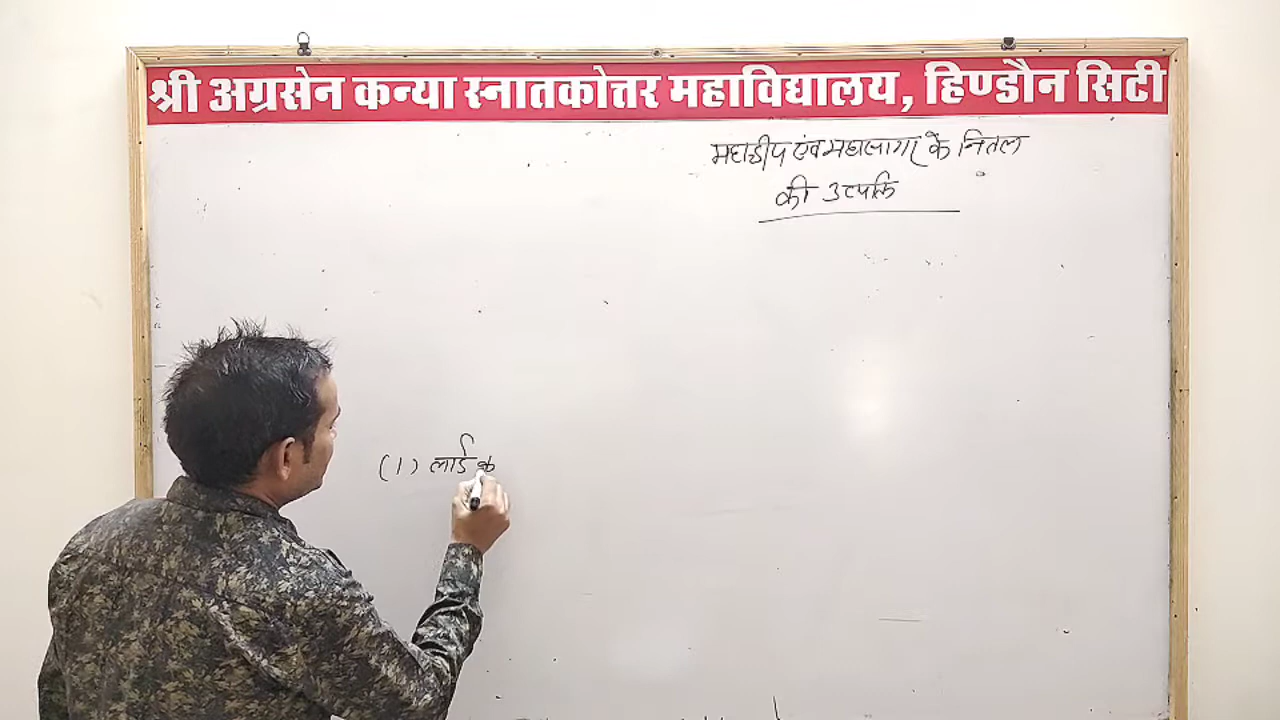 श्री अग्रसेन कन्या स्नातकोत्तर महाविद्यालय, हिण्डौन सिटी
महाद्वीप एंव महासागर के नितल
की उत्पत्ति
(1) लार्ड के